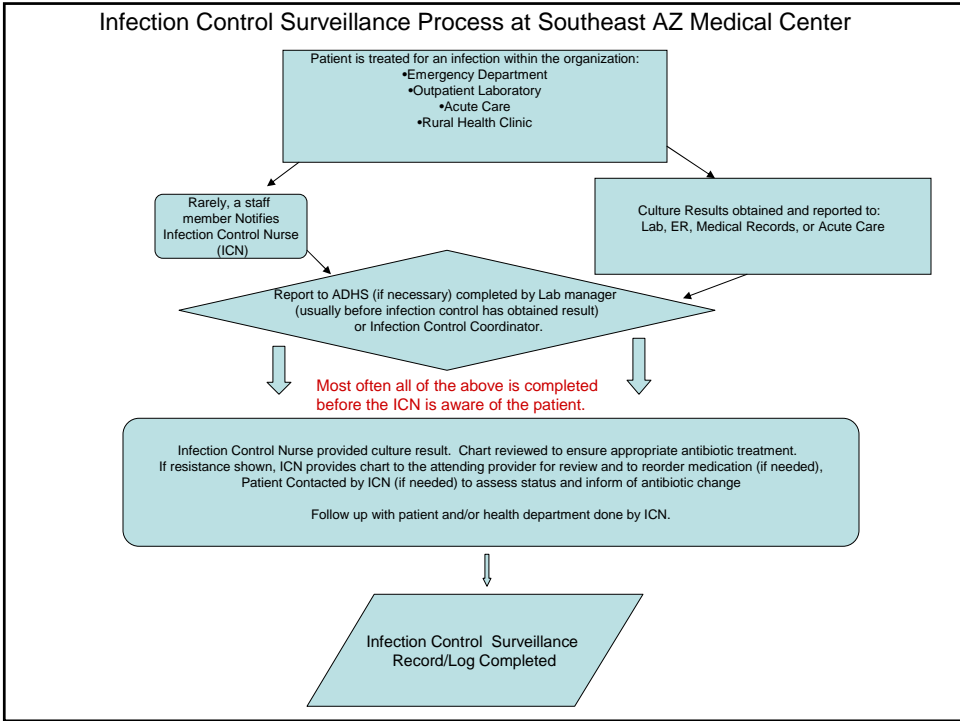 Infection Control Surveillance Process at Southeast AZ Medical Center
Patient is treated for an infection within the organization:
•Emergency Department
•Outpatient Laboratory
•Acute Care
•Rural Health Clinic
Rarely, a staff
member Notifies
Infection Control Nurse
(ICN)
Culture Results obtained and reported to:
Lab, ER, Medical Records, or Acute Care
Report to ADHS (if necessary) completed by Lab manager
(usually before infection control has obtained result)
or Infection Control Coordinator.
Most often all of the above is completed
before the ICN is aware of the patient.
Infection Control Nurse provided culture result. Chart reviewed to ensure appropriate antibiotic treatment.
If resistance shown, ICN provides chart to the attending provider for review and to reorder medication (if needed),
Patient Contacted by ICN (if needed) to assess status and inform of antibiotic change
Follow up with patient and/or health department done by ICN.
Infection Control Surveillance
Record/Log Completed